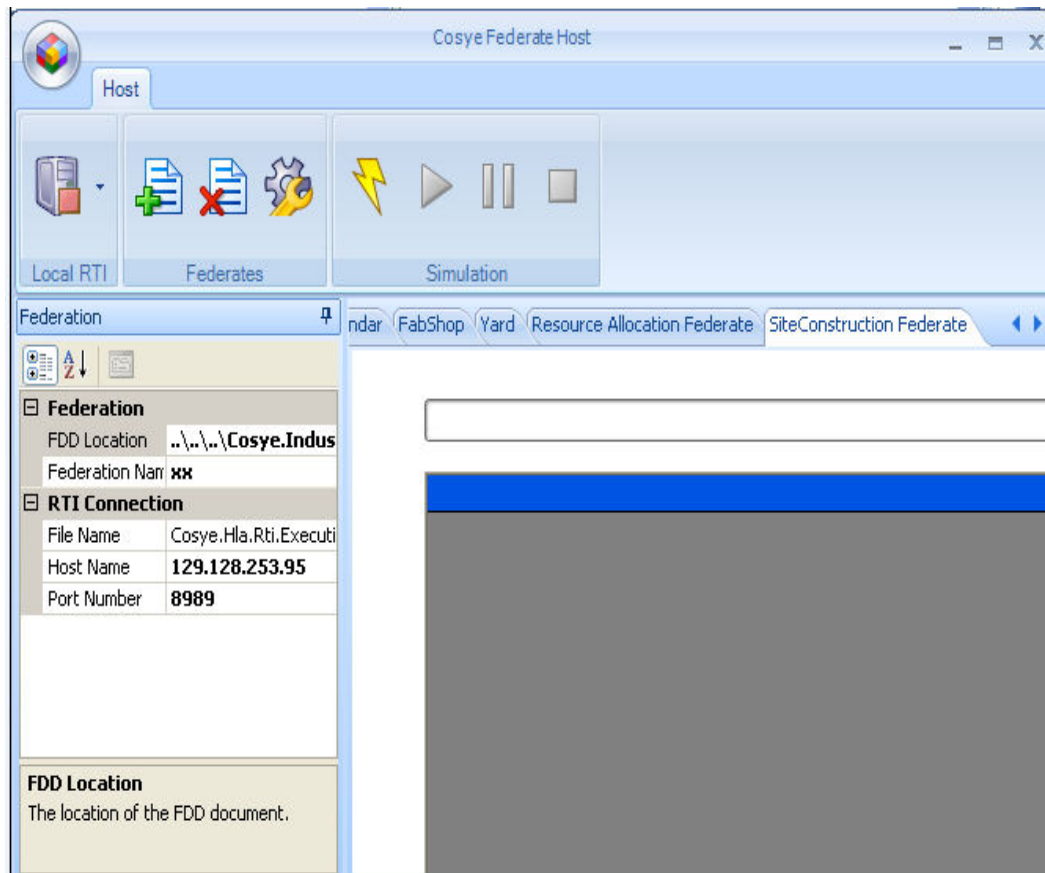 Cosye Federate Host
Host
Local RTI
Federates
Simulation
Federation
ndar FabShop Yard Resource Allocation Federate SiteConstruction Federate
A
Z
Federation
FDD Location ..\..\..\Cosye.Indus
Federation Nam xx
RTI Connection
File Name Cosye.Hla.Rti.Executi
Host Name 129.128.253.95
Port Number 8989
FDD Location
The location of the FDD document.